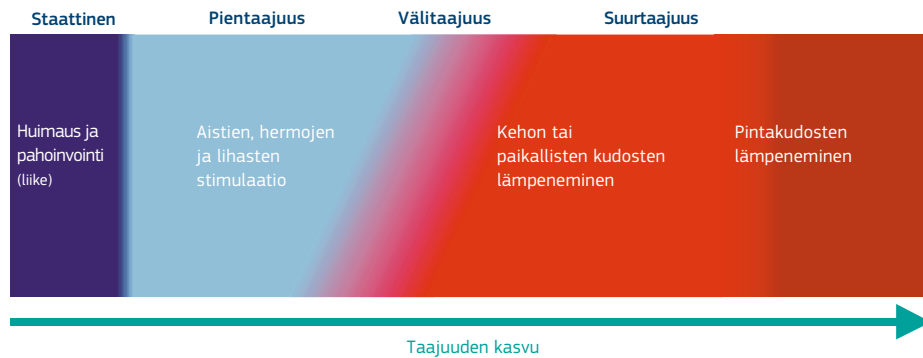 Staattinen
Pientaajuus
Välitaajuus
Suurtaajuus
Huimaus ja
pahoinvointi
(liike)
Aistien, hermojen
ja lihasten
stimulaatio
Kehon tai
paikallisten kudosten
lämpeneminen
Pintakudosten
lämpeneminen
Taajuuden kasvu